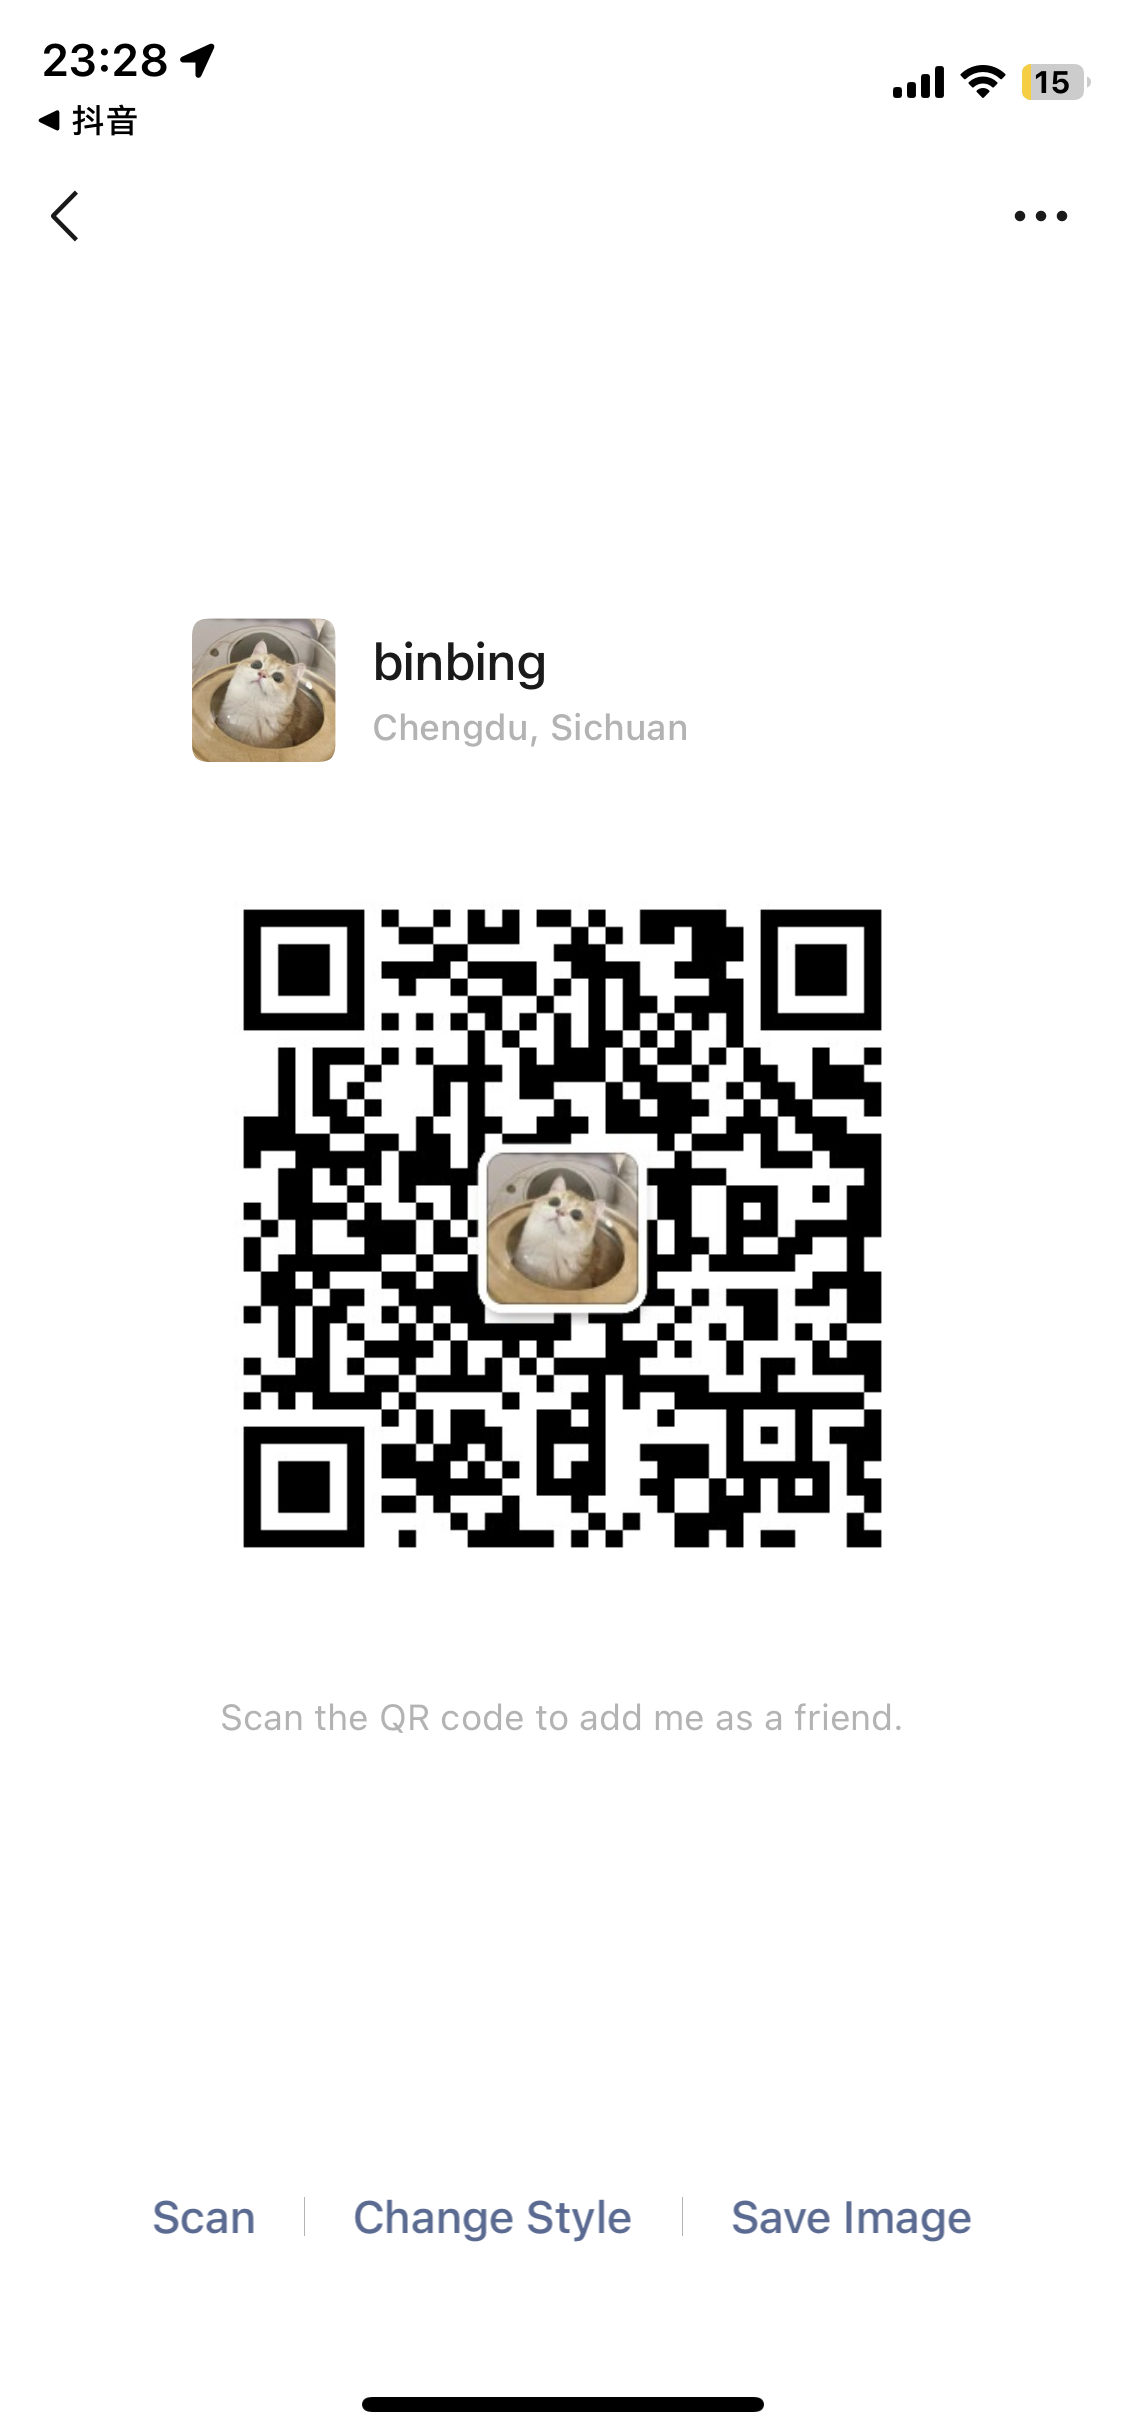 23:28
15
◀ 抖音
binbing
Chengdu, Sichuan
Scan the QR code to add me as a friend.
Scan
Change Style
Save Image